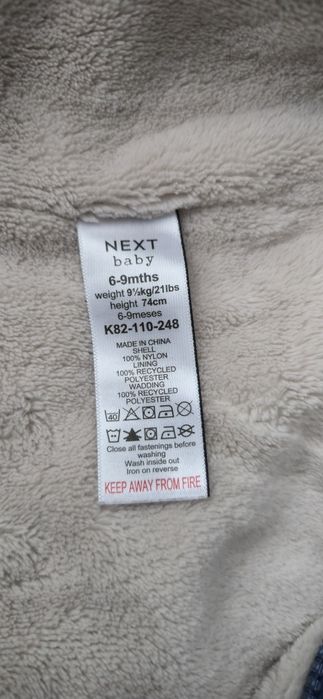 NEXT
baby
6-9mths
weight 9½kg/21lbs
height 74cm
6-9meses
K82-110-248
MADE IN CHINA
SHELL
100% NYLON
LINING
100% RECYCLED
POLYESTER
WADDING
100% RECYCLED
POLYESTER
40
Close all fastenings before
washing
Wash inside out
Iron on reverse
KEEP AWAY FROM FIRE